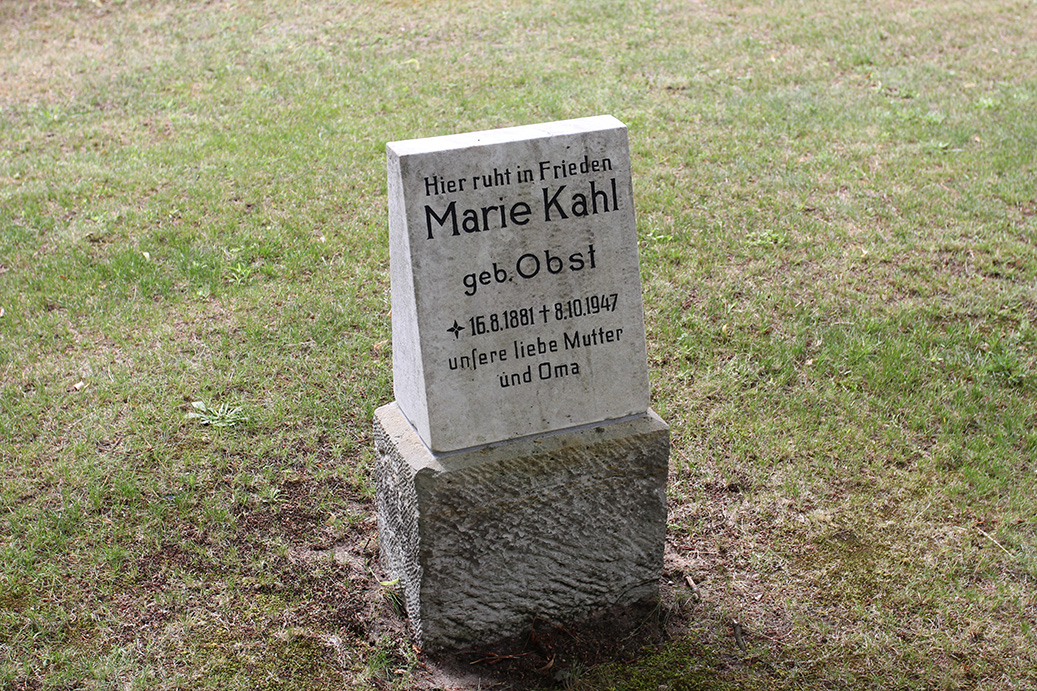 Hier ruht in Frieden
Marie Kahl
geb. Obst
✦ 16.8.1881 † 8.10.1947
unſere liebe Mutter
und Oma